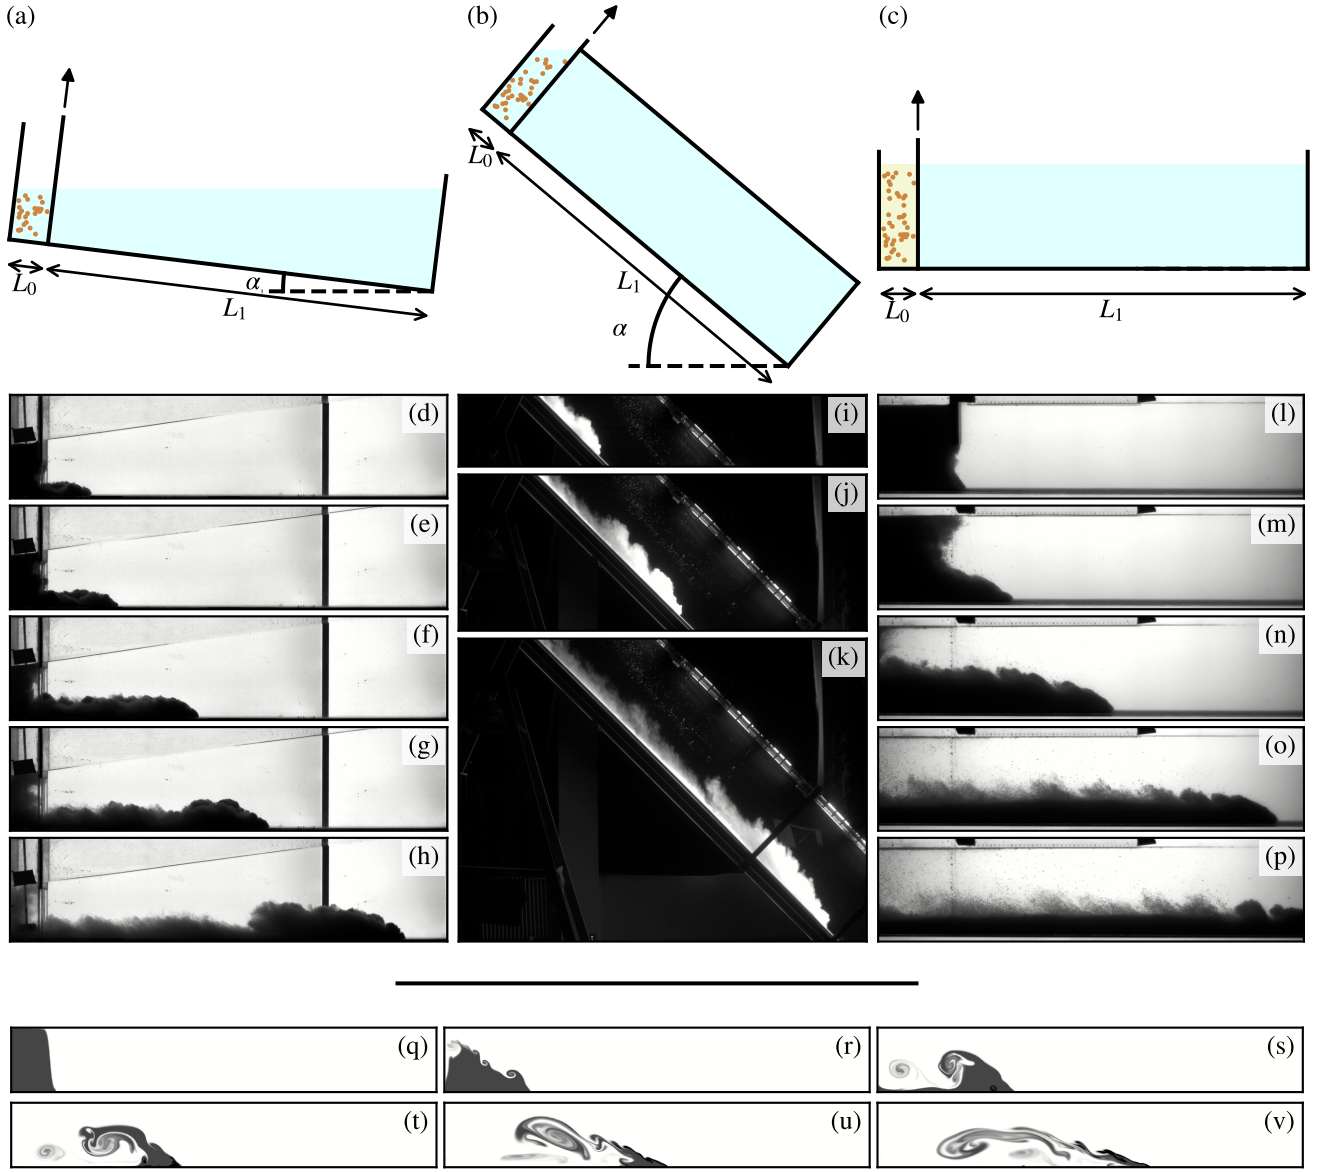 (a)
(b)
(c)
L0
α
L1
L0
L1
α
L0
L1
(d)
(e)
(f)
(g)
(h)
(i)
(j)
(k)
(l)
(m)
(n)
(o)
(p)
(q)
(r)
(s)
(t)
(u)
(v)